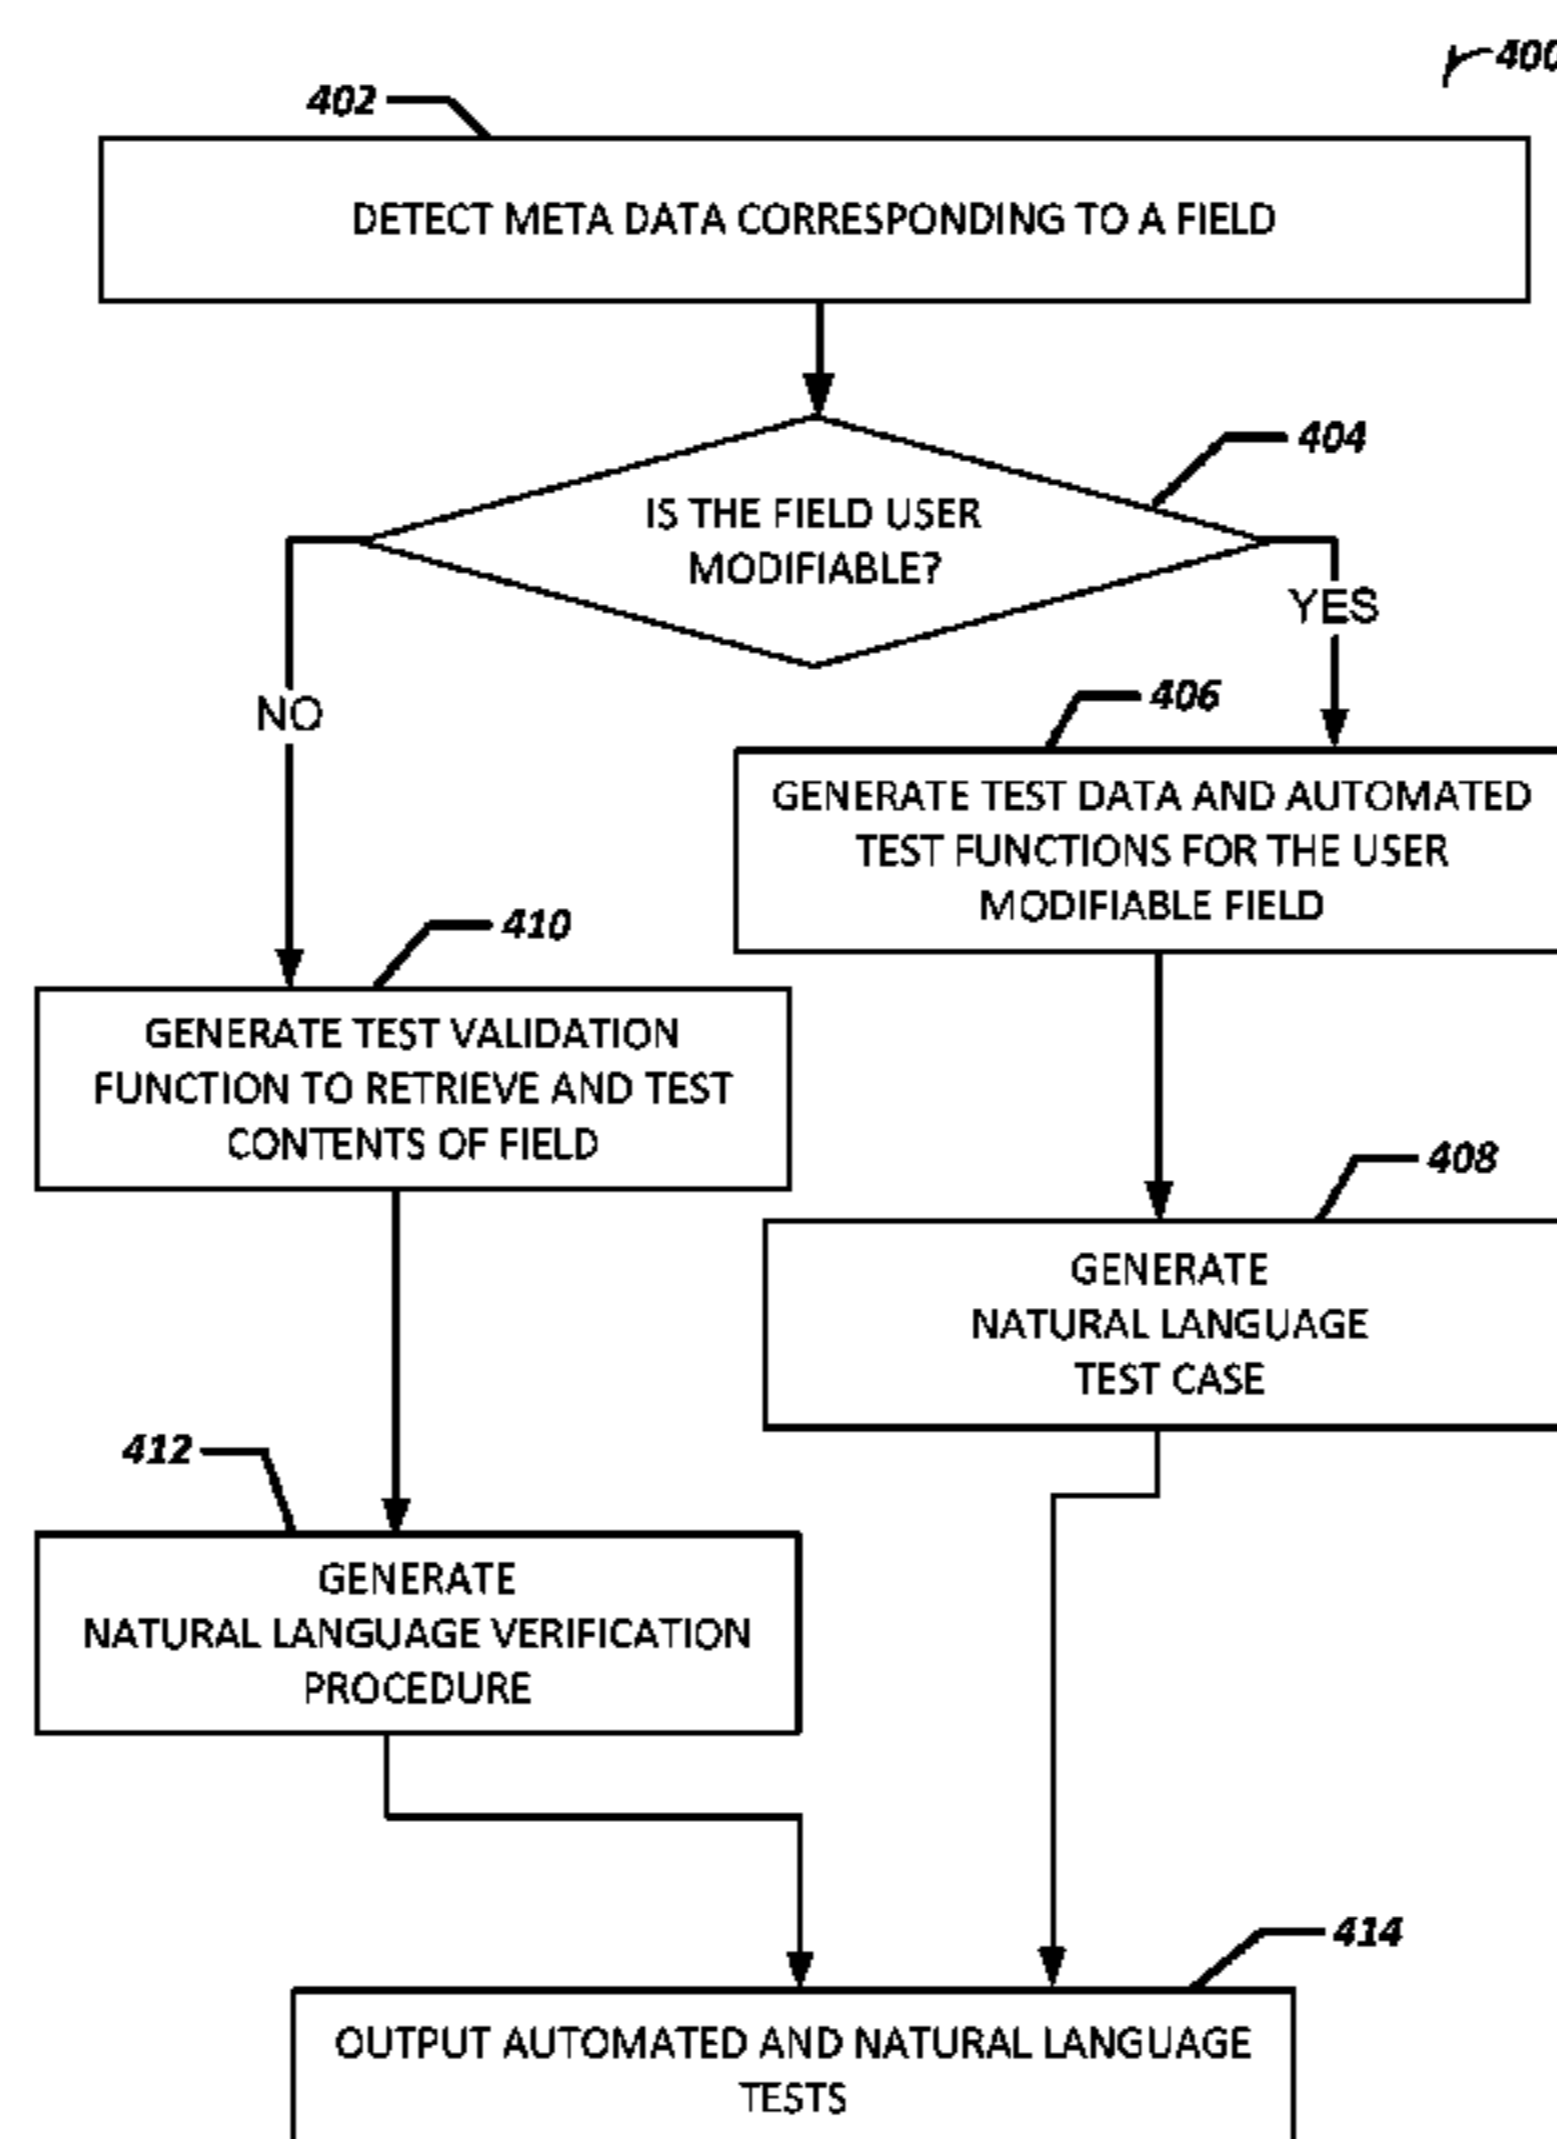 400
402
DETECT META DATA CORRESPONDING TO A FIELD
404
IS THE FIELD USER
MODIFIABLE?
YES
NO
406
GENERATE TEST DATA AND AUTOMATED
TEST FUNCTIONS FOR THE USER
MODIFIABLE FIELD
410
GENERATE TEST VALIDATION
FUNCTION TO RETRIEVE AND TEST
CONTENTS OF FIELD
408
GENERATE
NATURAL LANGUAGE
TEST CASE
412
GENERATE
NATURAL LANGUAGE VERIFICATION
PROCEDURE
414
OUTPUT AUTOMATED AND NATURAL LANGUAGE
TESTS